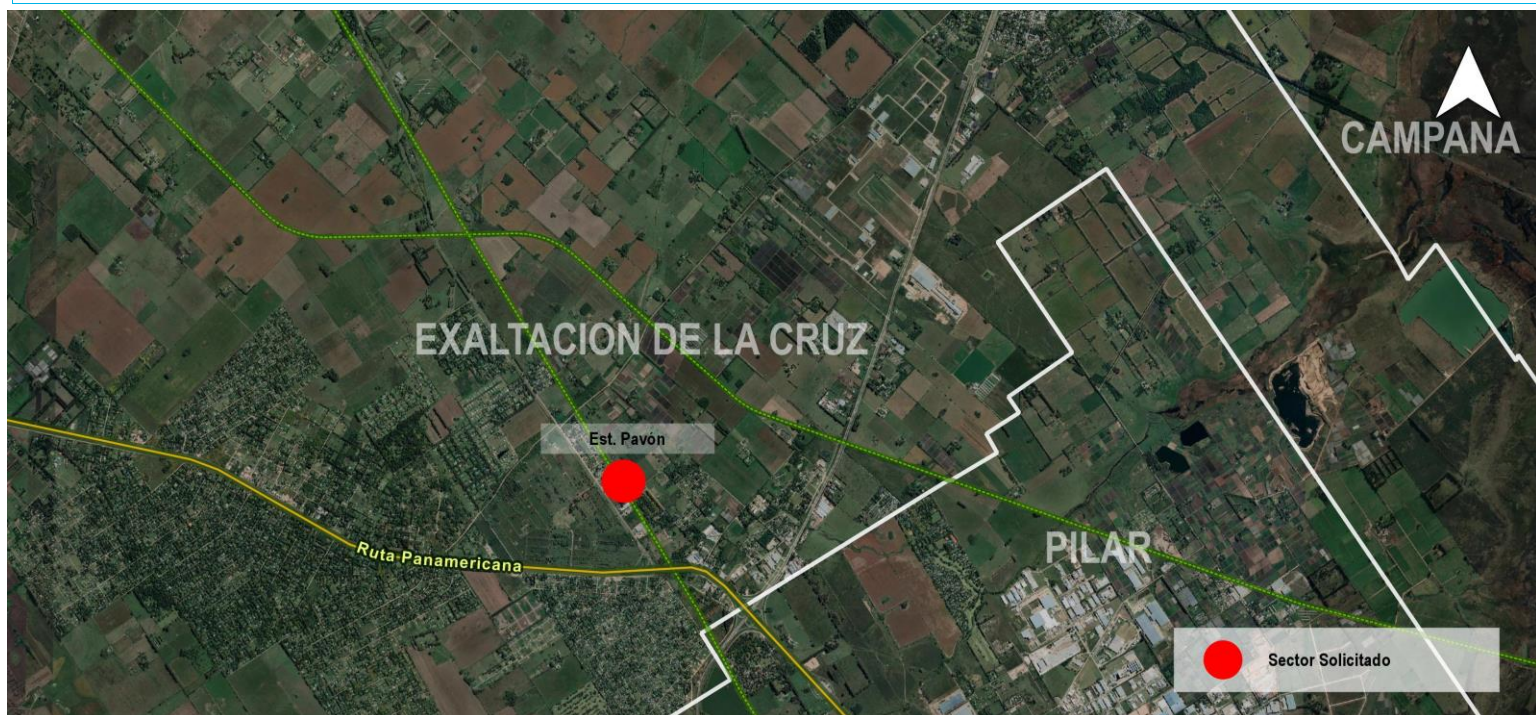 CAMPANA
EXALTACION DE LA CRUZ
Est. Pavón
Ruta Panamericana
PILAR
Sector Solicitado